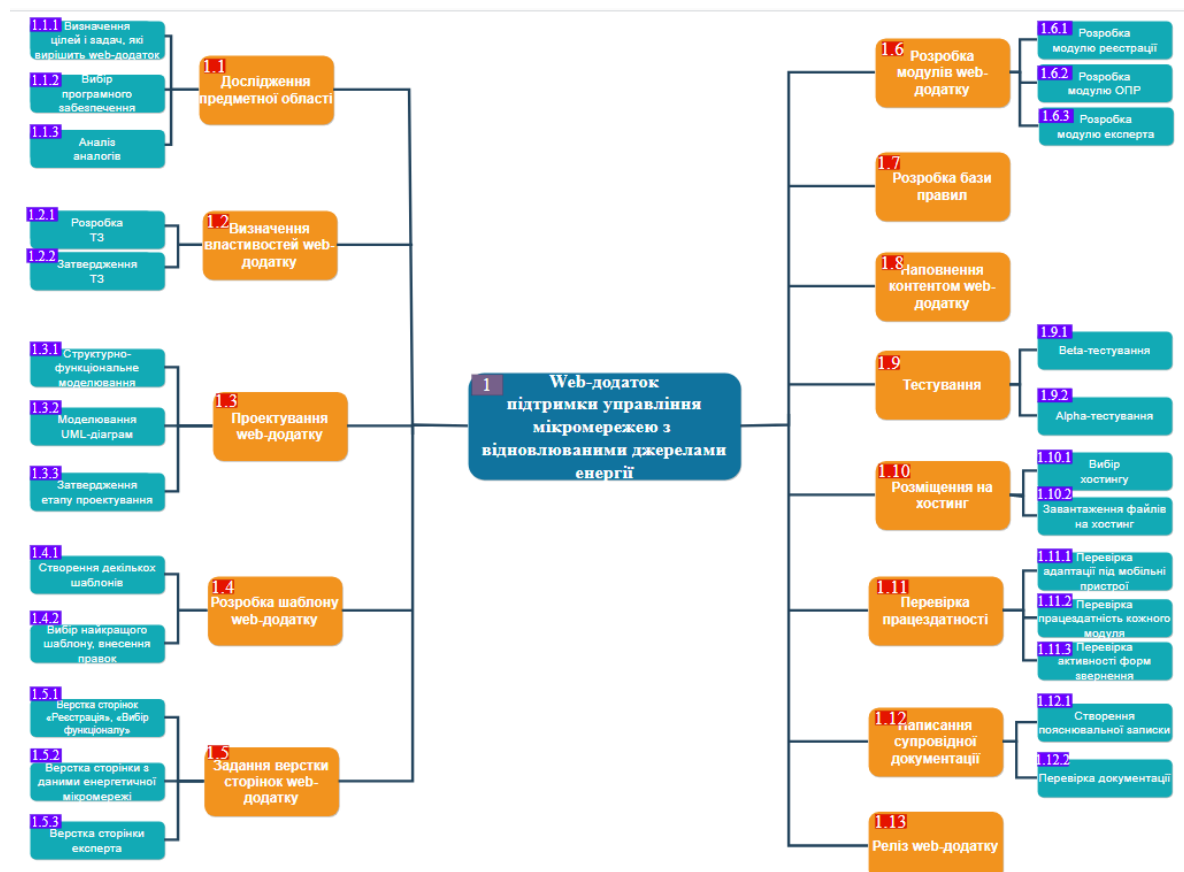 1.1.1 Визначення
цілей і задач, які
вирішить web-додаток
1.1.2 Вибір
програмного
забезпечення
1.1.3
Аналіз
аналогів
1.1
Дослідження
предметної області
1.2.1
Розробка
ТЗ
1.2.2
Затвердження
ТЗ
1.2
Визначення
властивостей web-
додатку
1.3.1
Структурно-
функціональне
моделювання
1.3.2
Моделювання
UML-діаграм
1.3.3
Затвердження
етапу проектування
1.3
Проектування
web-додатку
1.4.1
Створення декількох
шаблонів
1.4.2
Вибір найкращого
шаблону, внесення
правок
1.4
Розробка шаблону
web-додатку
1.5.1
Верстка сторінок
«Реєстрація», «Вибір
функціоналу»
1.5.2
Верстка сторінки з
даними енергетичної
мікромережі
1.5.3
Верстка сторінки
експерта
1.5
Задання верстки
сторінок web-
додатку
1
Web-додаток
підтримки управління
мікромережею з
відновлюваними джерелами
енергії
1.6
Розробка
модулів web-
додатку
1.6.1
Розробка
модулю реєстрації
1.6.2
Розробка
модулю ОПР
1.6.3
Розробка
модулю експерта
1.7
Розробка бази
правил
1.8
Наповнення
контентом web-
додатку
1.9
Тестування
1.9.1
Beta-тестування
1.9.2
Alpha-тестування
1.10
Розміщення на
хостинг
1.10.1
Вибір
хостингу
1.10.2
Завантаження файлів
на хостинг
1.11
Перевірка
працездатності
1.11.1 Перевірка
адаптації під мобільні
пристрої
1.11.2 Перевірка
працездатність кожного
модуля
1.11.3 Перевірка
активності форм
звернення
1.12
Написання
супровідної
документації
1.12.1
Створення
пояснювальної записки
1.12.2
Перевірка документації
1.13
Реліз web-додатку